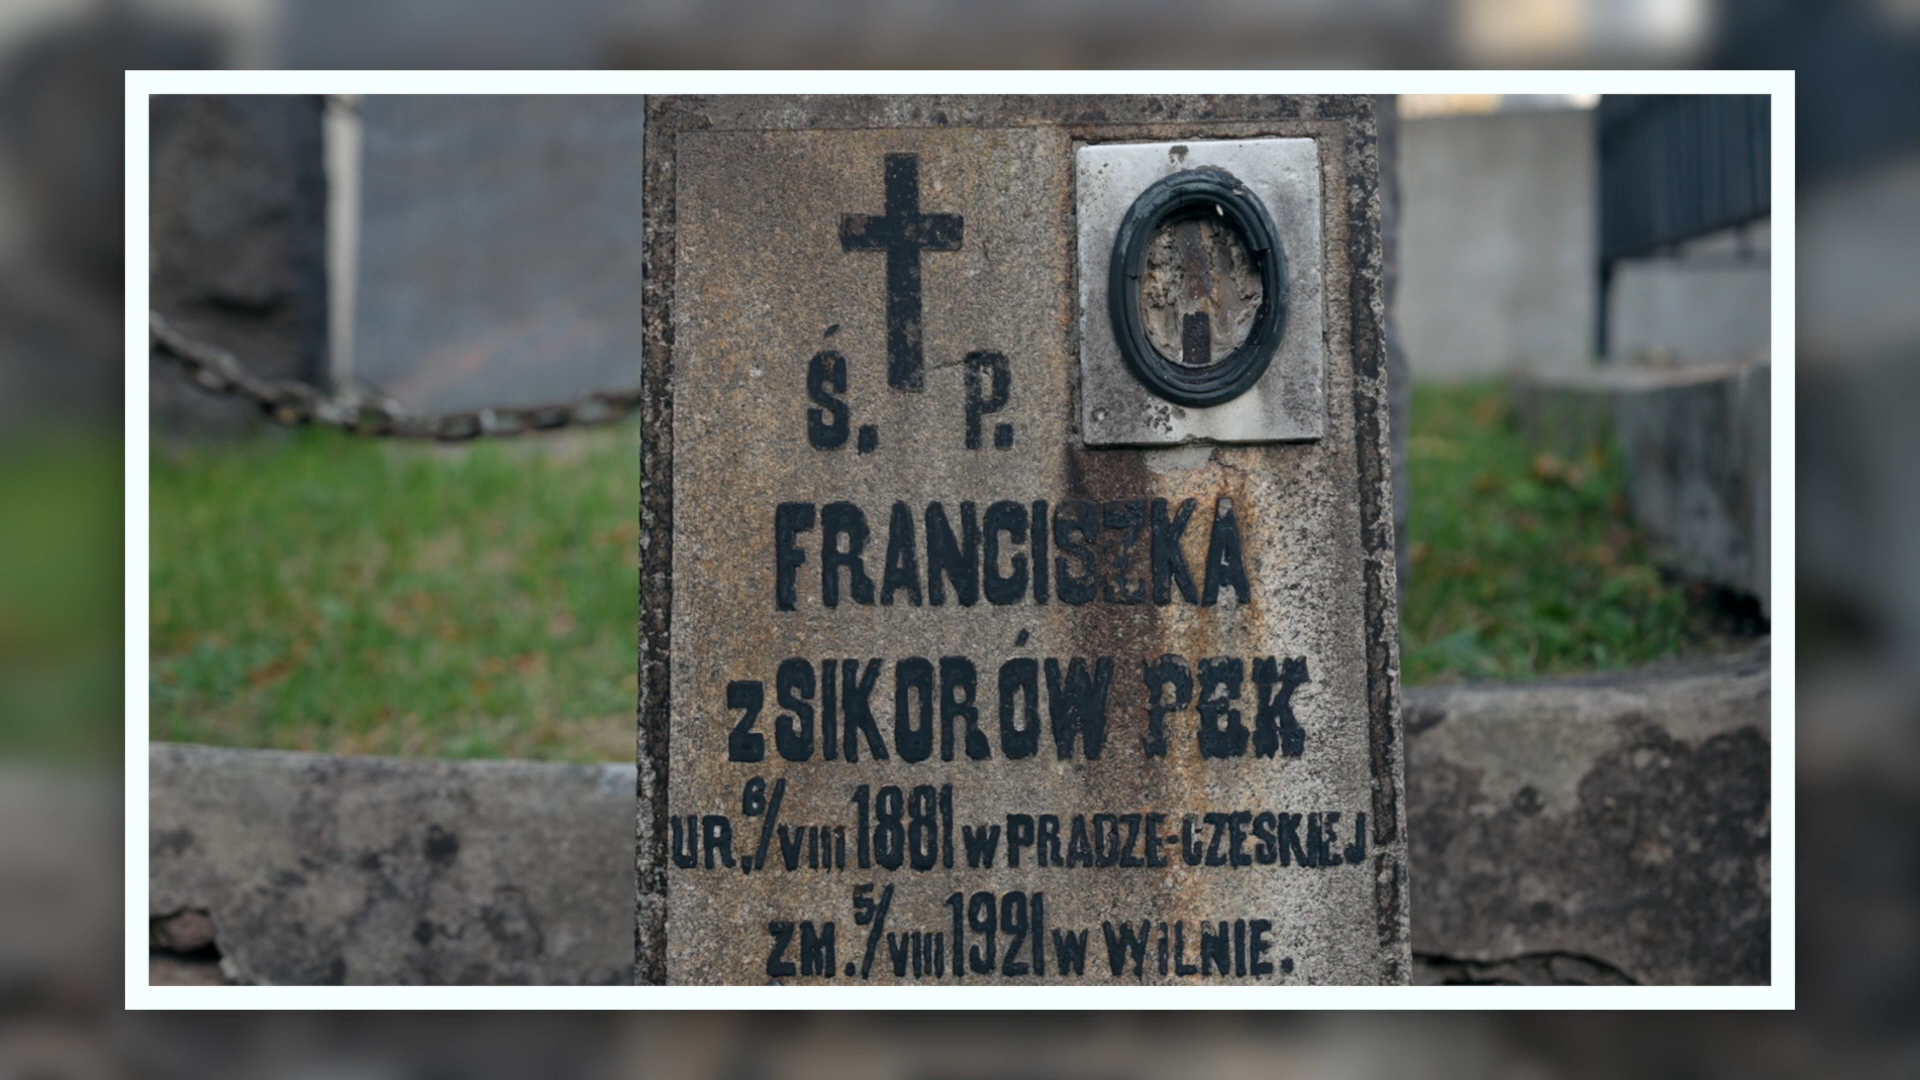 Ś. P.
FRANCISZKA
z SIKORÓW PEK
UR. 6/VIII 1881 w PRADZE-CZESKIEJ
ZM. 5/VIII 1921 w WILNIE.